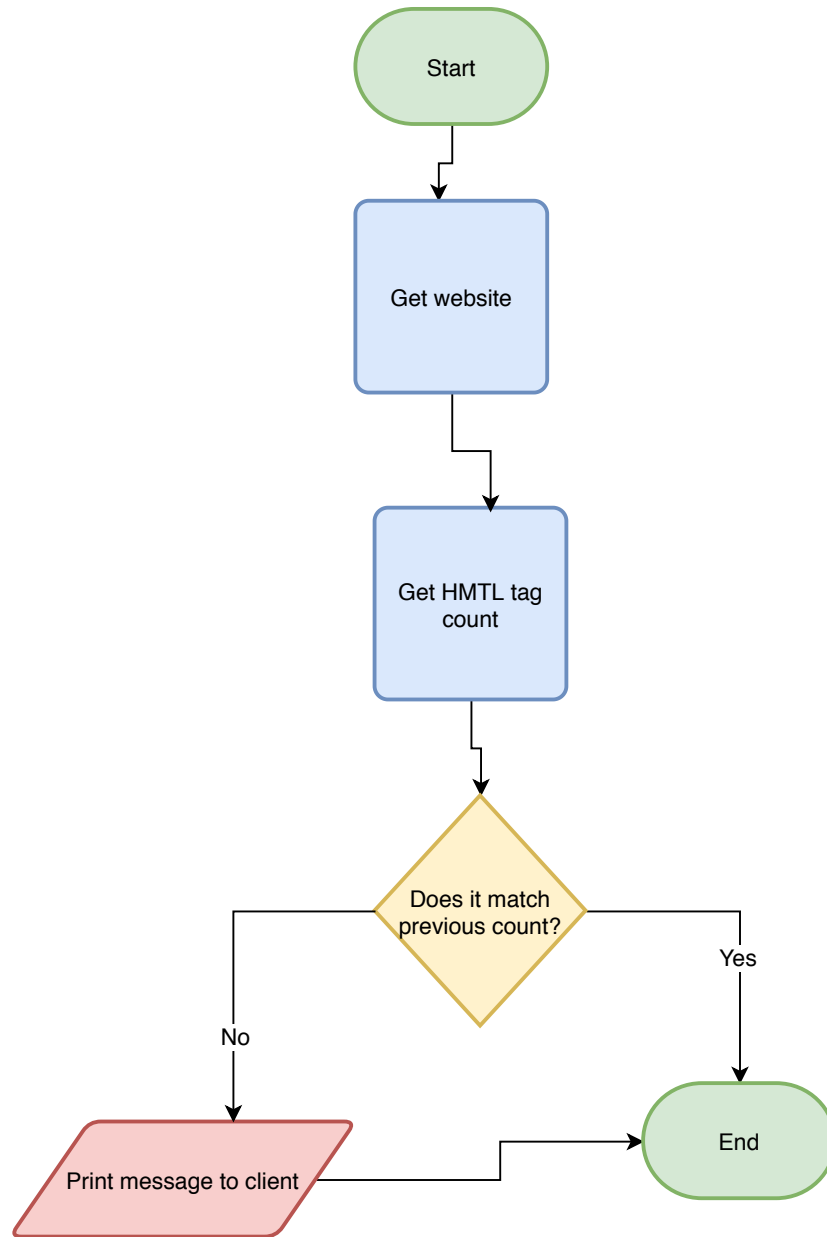 Start
Get website
Get HMTL tag
count
Does it match
previous count?
Yes
No
Print message to client
End